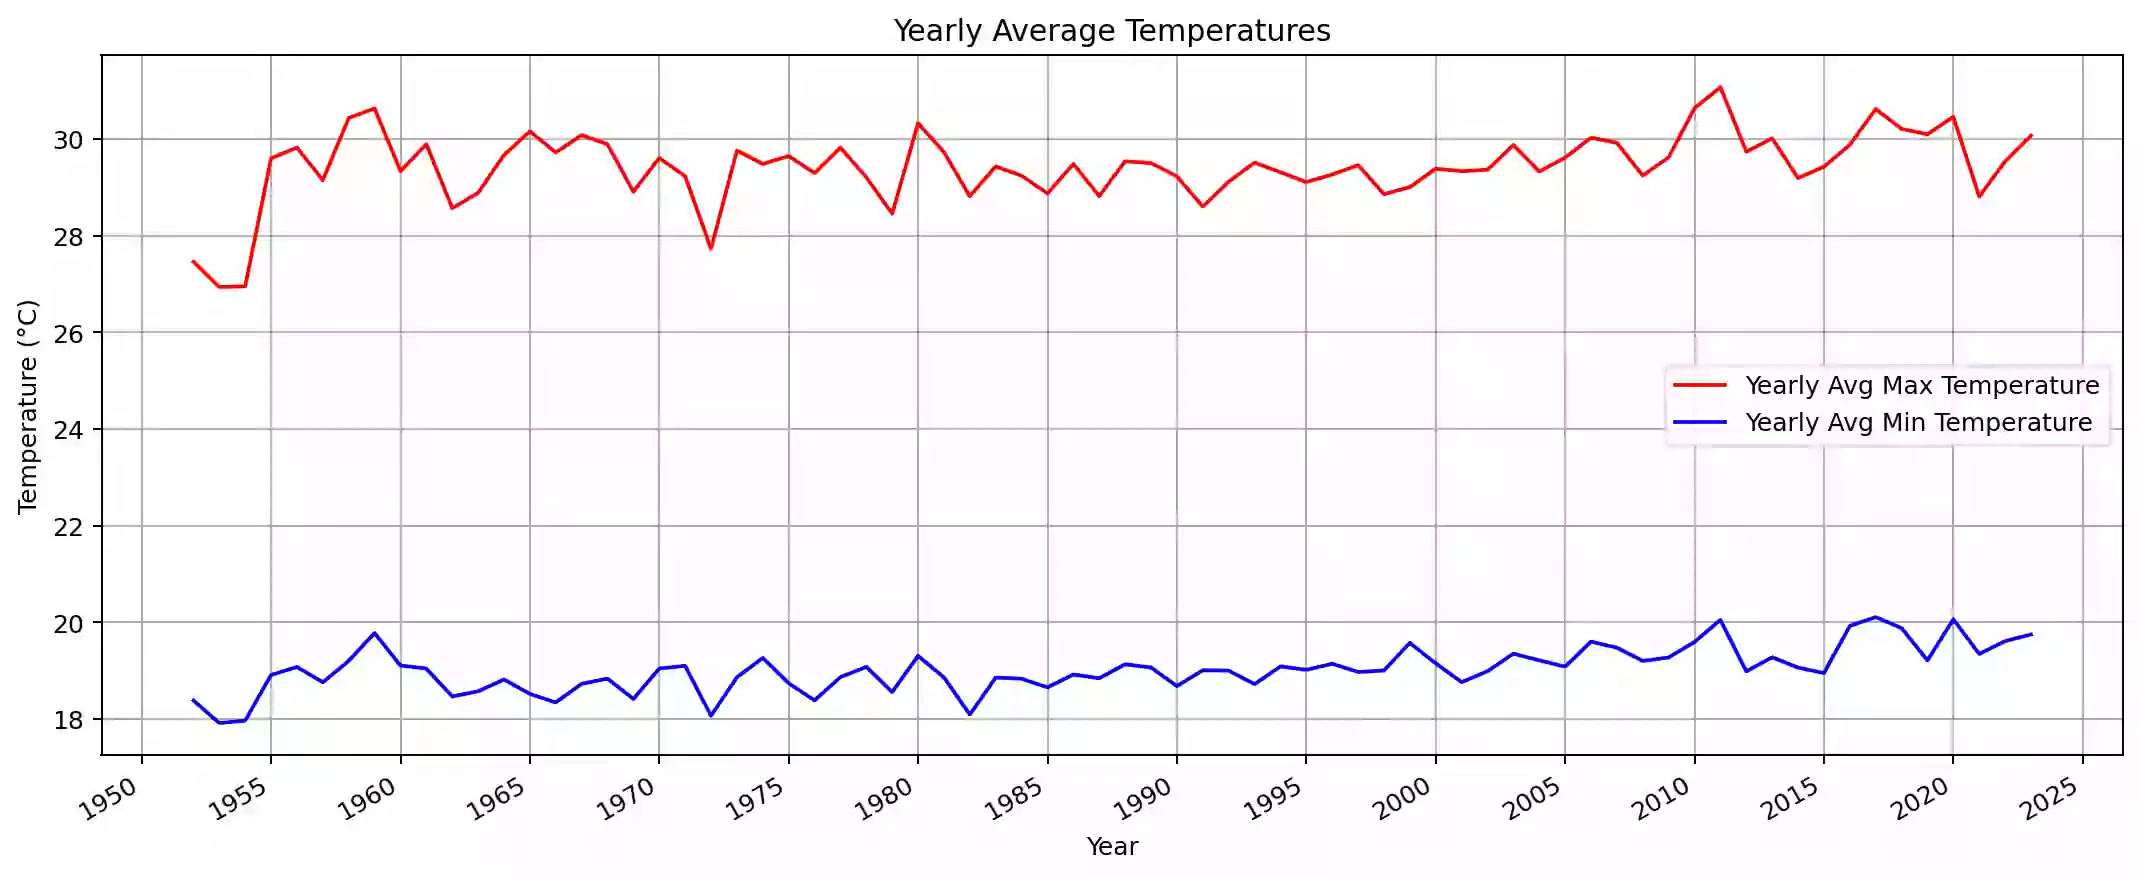 Yearly Average Temperatures
30
28
26
24
22
20
18
Temperature (°C)
Yearly Avg Max Temperature
Yearly Avg Min Temperature
1950 1955 1960 1965 1970 1975 1980 1985 1990 1995 2000 2005 2010 2015 2020 2025
Year